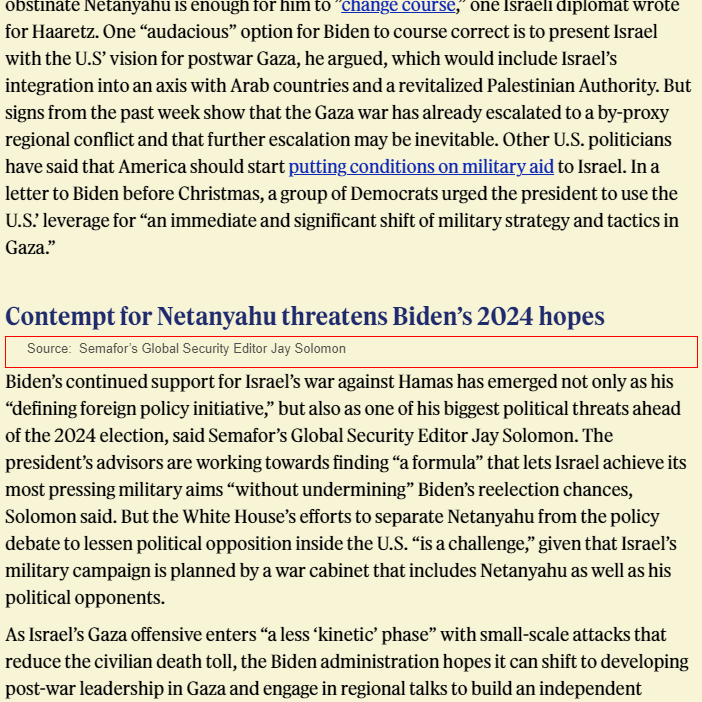 obstinate Netanyahu is enough for him to “change course,” one Israeli diplomat wrote
for Haaretz. One “audacious” option for Biden to course correct is to present Israel
with the U.S’ vision for postwar Gaza, he argued, which would include Israel’s
integration into an axis with Arab countries and a revitalized Palestinian Authority. But
signs from the past week show that the Gaza war has already escalated to a by-proxy
regional conflict and that further escalation may be inevitable. Other U.S. politicians
have said that America should start putting conditions on military aid to Israel. In a
letter to Biden before Christmas, a group of Democrats urged the president to use the
U.S.’ leverage for “an immediate and significant shift of military strategy and tactics in
Gaza.”
Contempt for Netanyahu threatens Biden’s 2024 hopes
Source: Semafor’s Global Security Editor Jay Solomon
Biden’s continued support for Israel’s war against Hamas has emerged not only as his
“defining foreign policy initiative,” but also as one of his biggest political threats ahead
of the 2024 election, said Semafor’s Global Security Editor Jay Solomon. The
president’s advisors are working towards finding “a formula” that lets Israel achieve its
most pressing military aims “without undermining” Biden’s reelection chances,
Solomon said. But the White House’s efforts to separate Netanyahu from the policy
debate to lessen political opposition inside the U.S. “is a challenge,” given that Israel’s
military campaign is planned by a war cabinet that includes Netanyahu as well as his
political opponents.
As Israel’s Gaza offensive enters “a less ‘kinetic’ phase” with small-scale attacks that
reduce the civilian death toll, the Biden administration hopes it can shift to developing
post-war leadership in Gaza and engage in regional talks to build an independent